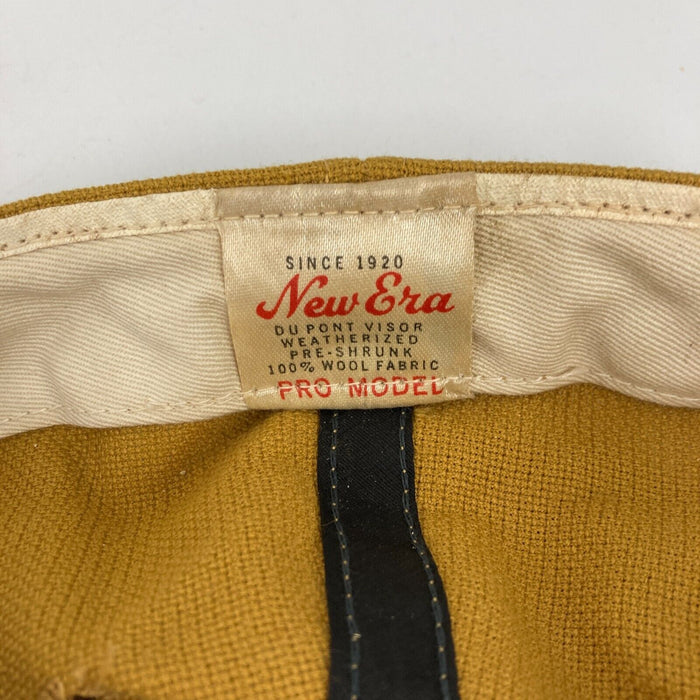 SINCE 1920
New Era
DU PONT VISOR
WEATHERIZED
PRE-SHRUNK
100% WOOL FABRIC
PRO MODEL